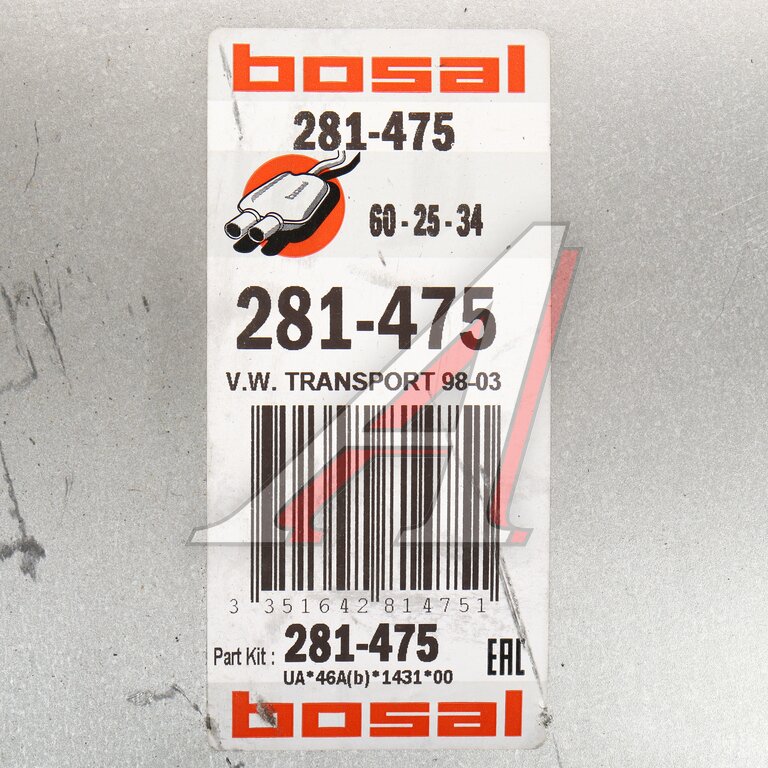 bosal
281-475
bosal
60-25-34
281-475
V.W. TRANSPORT 98-03
3 351642 814751
Part Kit : 281-475
UA*46A(b)*1431*00
EAC
bosal